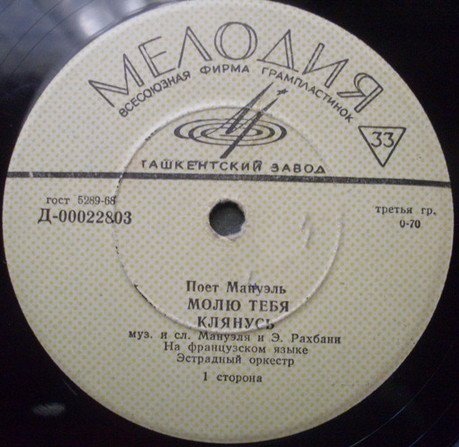 МЕЛОДИЯ
ВСЕСОЮЗНАЯ ФИРМА ГРАМПЛАСТИНОК
33
ТАШКЕНТСКИЙ ЗАВОД
гост 5289-68
Д-00022803
третья гр.
0-70
Поет Мануэль
МОЛЮ ТЕБЯ
КЛЯНУСЬ
муз. и сл. Мануэля и Э. Рахбани
На французском языке
Эстрадный оркестр
1 сторона